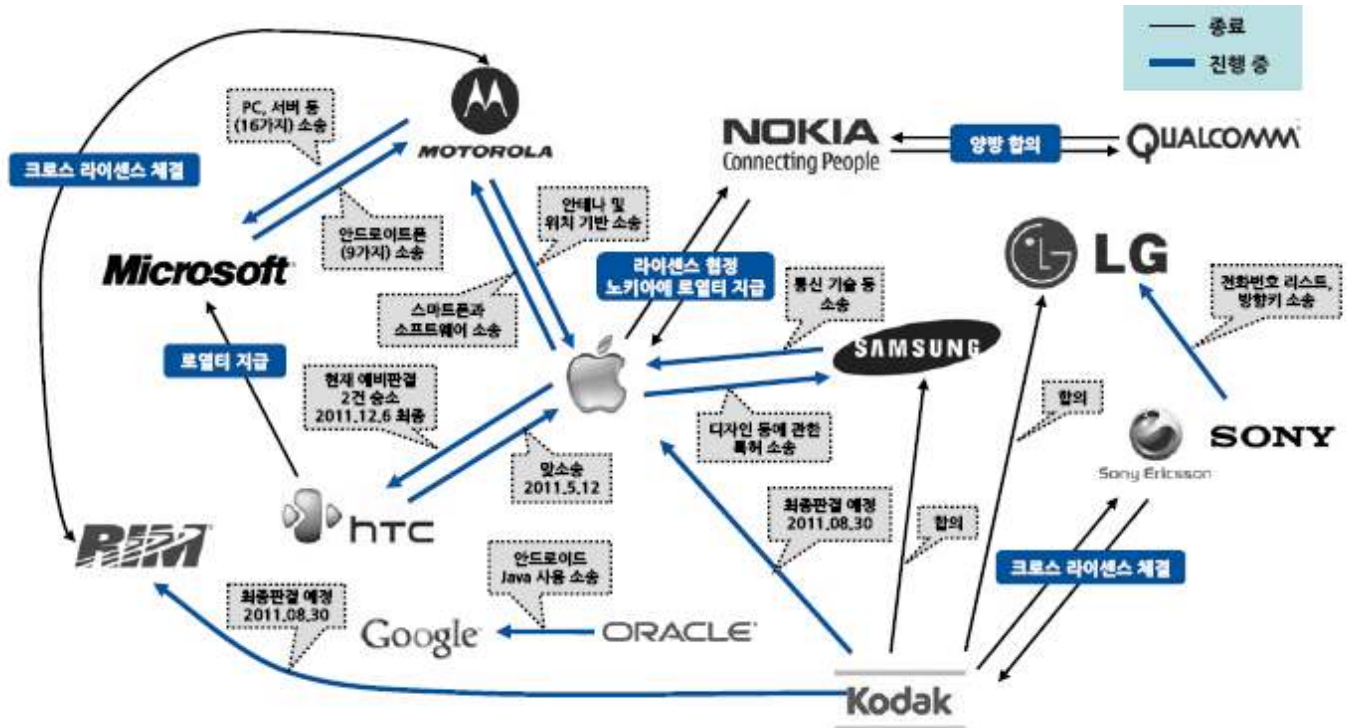 종료
진행 중
MOTOROLA
PC, 서버 등
(16가지) 소송
NOKIA
Connecting People
양방 합의
QUALCOMM
크로스 라이센스 체결
안드로이트폰
(9가지) 소송
안테나 및
위치 기반 소송
Microsoft
LG
라이센스 협정
노키아에 로열티 지급
통신 기술 등
소송
전화번호 리스트,
방향키 소송
스마트폰과
소프트웨어 소송
SAMSUNG
로열티 지급
현재 예비판결
2건 승소
2011.12.6 최종
디자인 등에 관한
특허 소송
합의
SONY
Sony Ericsson
맞소송
2011.5.12
hTC
RIM
최종판결 예정
2011.08.30
합의
안드로이드
Java 사용 소송
크로스 라이센스 체결
최종판결 예정
2011.08.30
Google
ORACLE
Kodak